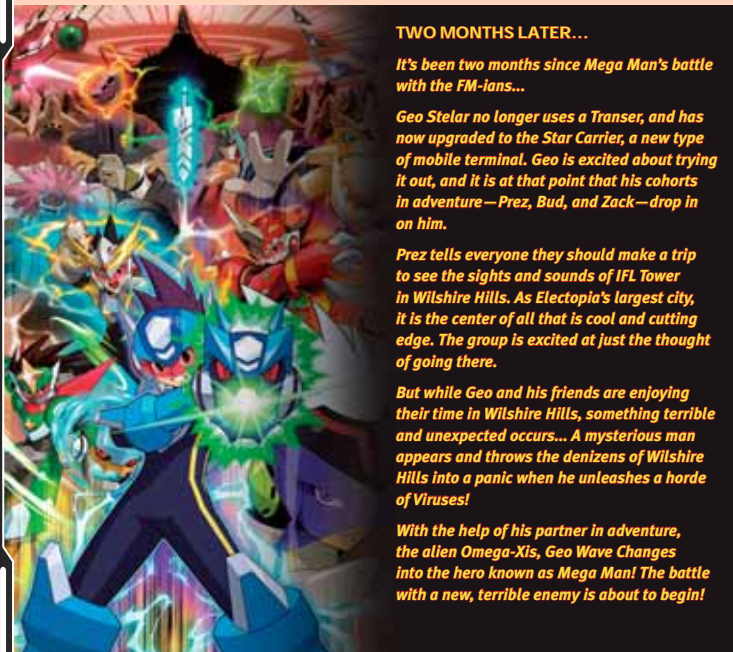 TWO MONTHS LATER...
It's been two months since Mega Man's battle
with the FM-ians...
Geo Stelar no longer uses a Transer, and has
now upgraded to the Star Carrier, a new type
of mobile terminal. Geo is excited about trying
it out, and it is at that point that his cohorts
in adventure—Prez, Bud, and Zack—drop in
on him.
Prez tells everyone they should make a trip
to see the sights and sounds of IFL Tower
in Wilshire Hills. As Electopia's largest city,
it is the center of all that is cool and cutting
edge. The group is excited at just the thought
of going there.
But while Geo and his friends are enjoying
their time in Wilshire Hills, something terrible
and unexpected occurs... A mysterious man
appears and throws the denizens of Wilshire
Hills into a panic when he unleashes a horde
of Viruses!
With the help of his partner in adventure,
the alien Omega-Xis, Geo Wave Changes
into the hero known as Mega Man! The battle
with a new, terrible enemy is about to begin!